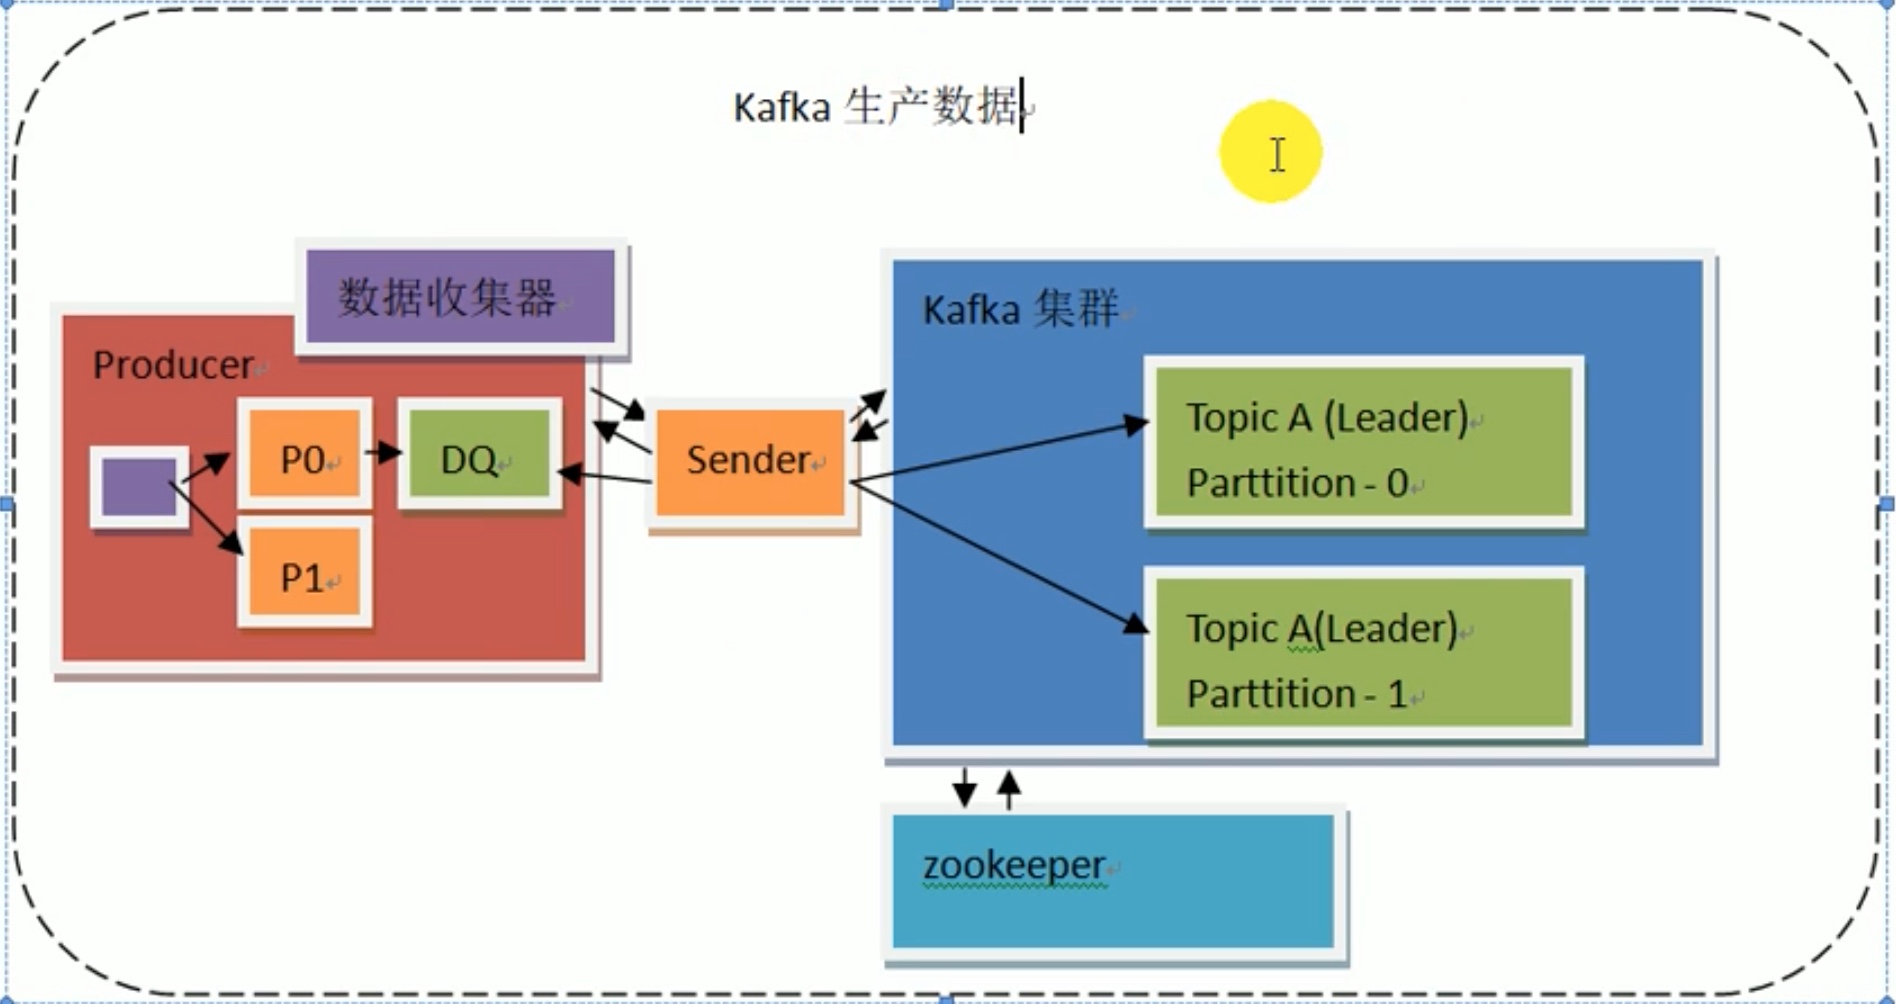 Kafka 生产数据
数据收集器
Producer
P0
DQ
P1
Sender
Kafka 集群
Topic A (Leader)
Parttition - 0
Topic A(Leader)
Parttition - 1
zookeeper